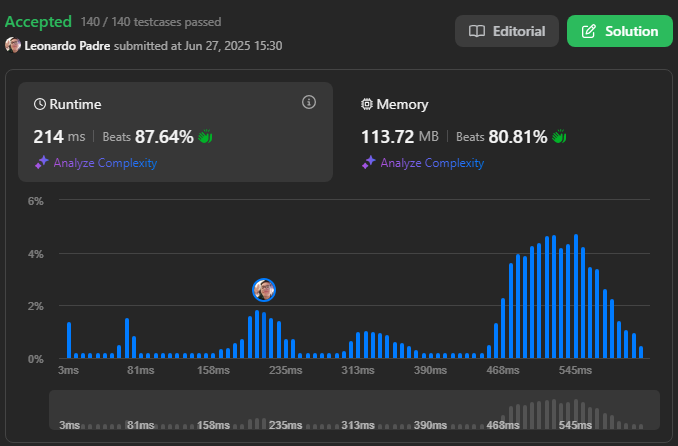 Accepted 140 / 140 testcases passed
Leonardo Padre submitted at Jun 27, 2025 15:30
Editorial
Solution
Runtime
214 ms | Beats 87.64%
Analyze Complexity
Memory
113.72 MB | Beats 80.81%
Analyze Complexity
6%
4%
2%
0%
3ms 81ms 158ms 235ms 313ms 390ms 468ms 545ms
3ms 81ms 158ms 235ms 313ms 390ms 468ms 545ms